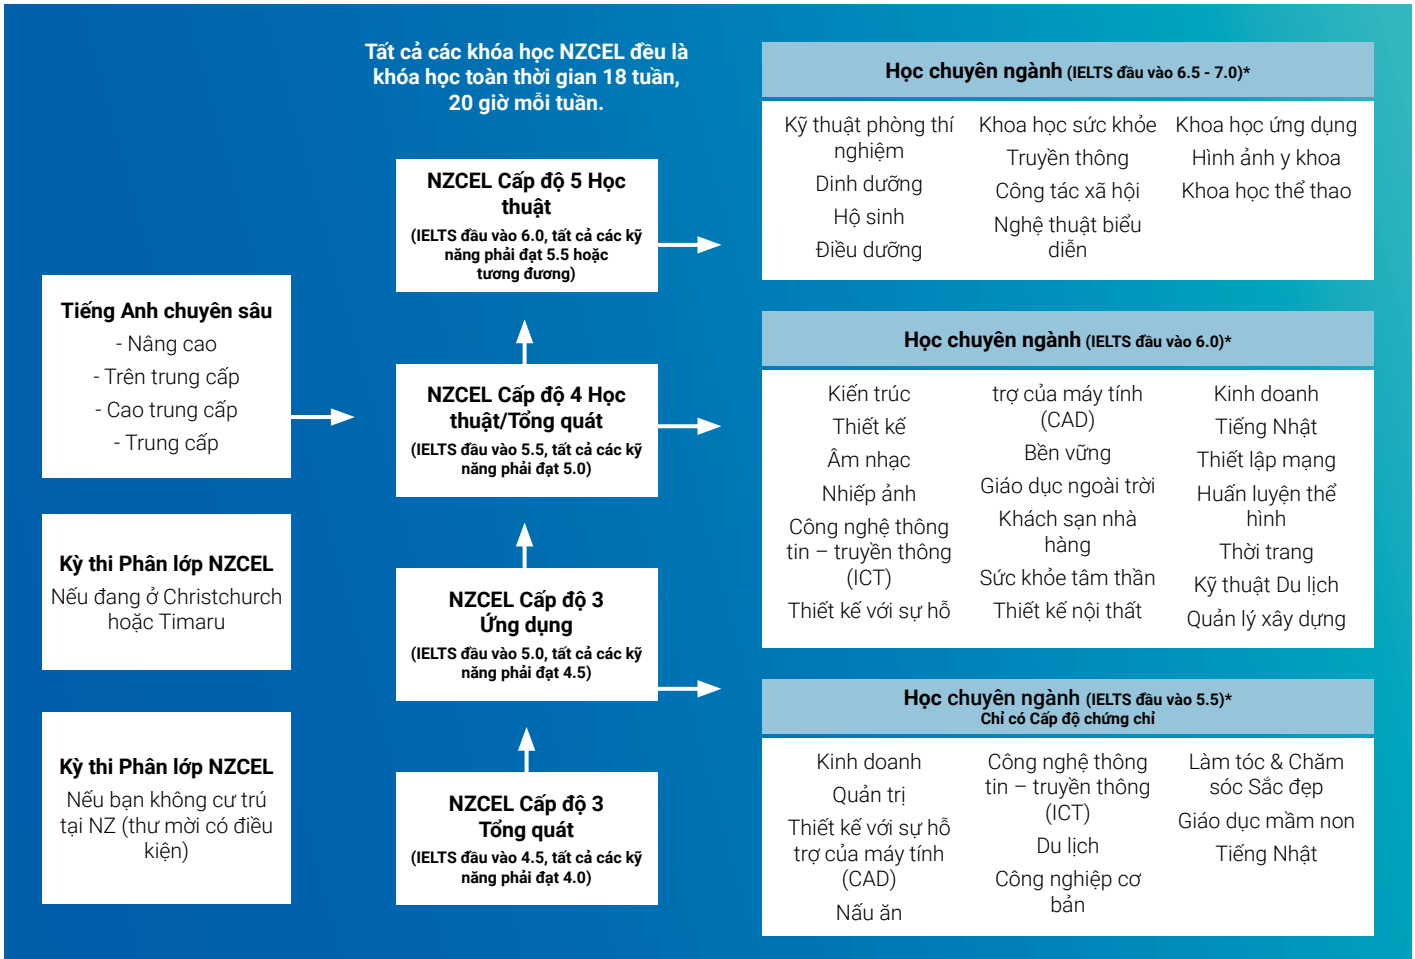 Tất cả các khóa học NZCEL đều là
khóa học toàn thời gian 18 tuần,
20 giờ mỗi tuần.
Tiếng Anh chuyên sâu
- Nâng cao
- Trên trung cấp
- Cao trung cấp
- Trung cấp
Kỳ thi Phân lớp NZCEL
Nếu đang ở Christchurch
hoặc Timaru
Kỳ thi Phân lớp NZCEL
Nếu bạn không cư trú
tại NZ (thư mời có điều
kiện)
NZCEL Cấp độ 5 Học
thuật
(IELTS đầu vào 6.0, tất cả các kỹ
năng phải đạt 5.5 hoặc
tương đương)
NZCEL Cấp độ 4 Học
thuật/Tổng quát
(IELTS đầu vào 5.5, tất cả các kỹ
năng phải đạt 5.0)
NZCEL Cấp độ 3
Ứng dụng
(IELTS đầu vào 5.0, tất cả các kỹ
năng phải đạt 4.5)
NZCEL Cấp độ 3
Tổng quát
(IELTS đầu vào 4.5, tất cả các kỹ
năng phải đạt 4.0)
Học chuyên ngành (IELTS đầu vào 6.5 - 7.0)*
Kỹ thuật phòng thí
nghiệm
Dinh dưỡng
Hộ sinh
Điều dưỡng
Khoa học sức khỏe
Truyền thông
Công tác xã hội
Nghệ thuật biểu
diễn
Khoa học ứng dụng
Hình ảnh y khoa
Khoa học thể thao
Học chuyên ngành (IELTS đầu vào 6.0)*
Kiến trúc
Thiết kế
Âm nhạc
Nhiếp ảnh
Công nghệ thông
tin – truyền thông
(ICT)
Thiết kế với sự hỗ
trợ của máy tính
(CAD)
Bền vững
Giáo dục ngoài trời
Khách sạn nhà
hàng
Sức khỏe tâm thần
Thiết kế nội thất
Kinh doanh
Tiếng Nhật
Thiết lập mạng
Huấn luyện thể
hình
Thời trang
Kỹ thuật Du lịch
Quản lý xây dựng
Học chuyên ngành (IELTS đầu vào 5.5)*
Chỉ có Cấp độ chứng chỉ
Kinh doanh
Quản trị
Thiết kế với sự hỗ
trợ của máy tính
(CAD)
Nấu ăn
Công nghệ thông
tin – truyền thông
(ICT)
Du lịch
Công nghiệp cơ
bản
Làm tóc & Chăm
sóc Sắc đẹp
Giáo dục mầm non
Tiếng Nhật